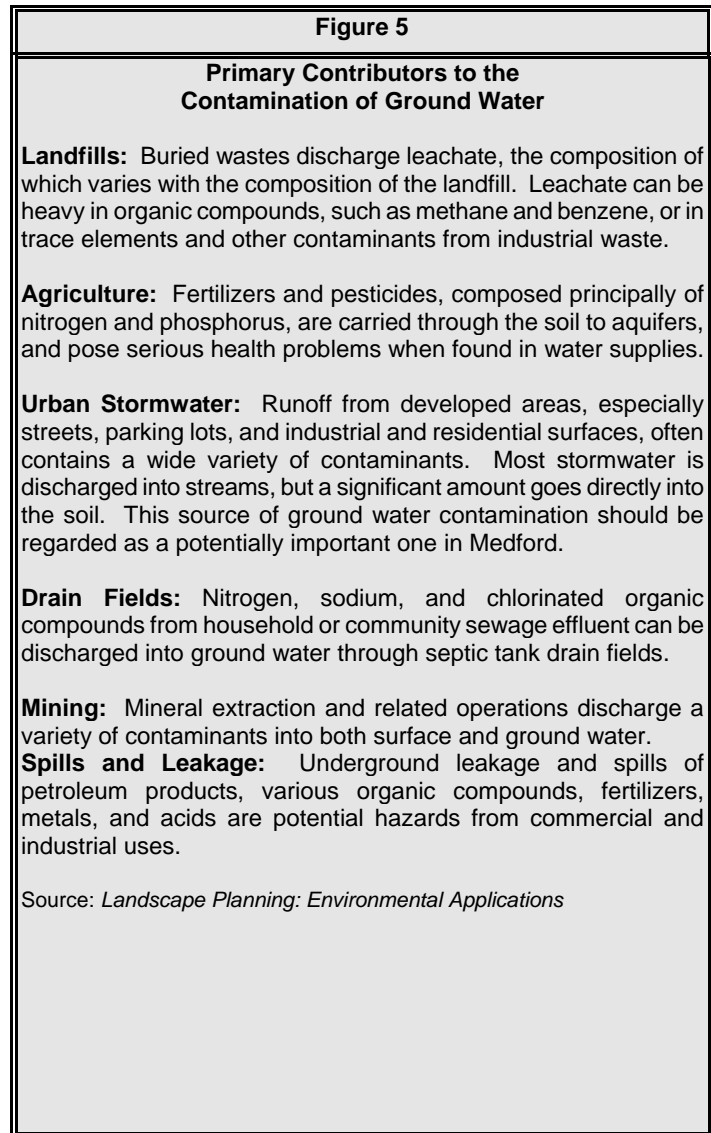 Figure 5
Primary Contributors to the
Contamination of Ground Water
Landfills: Buried wastes discharge leachate, the composition of
which varies with the composition of the landfill. Leachate can be
heavy in organic compounds, such as methane and benzene, or in
trace elements and other contaminants from industrial waste.
Agriculture: Fertilizers and pesticides, composed principally of
nitrogen and phosphorus, are carried through the soil to aquifers,
and pose serious health problems when found in water supplies.
Urban Stormwater: Runoff from developed areas, especially
streets, parking lots, and industrial and residential surfaces, often
contains a wide variety of contaminants. Most stormwater is
discharged into streams, but a significant amount goes directly into
the soil. This source of ground water contamination should be
regarded as a potentially important one in Medford.
Drain Fields: Nitrogen, sodium, and chlorinated organic
compounds from household or community sewage effluent can be
discharged into ground water through septic tank drain fields.
Mining: Mineral extraction and related operations discharge a
variety of contaminants into both surface and ground water.
Spills and Leakage: Underground leakage and spills of
petroleum products, various organic compounds, fertilizers,
metals, and acids are potential hazards from commercial and
industrial uses.
Source: Landscape Planning: Environmental Applications